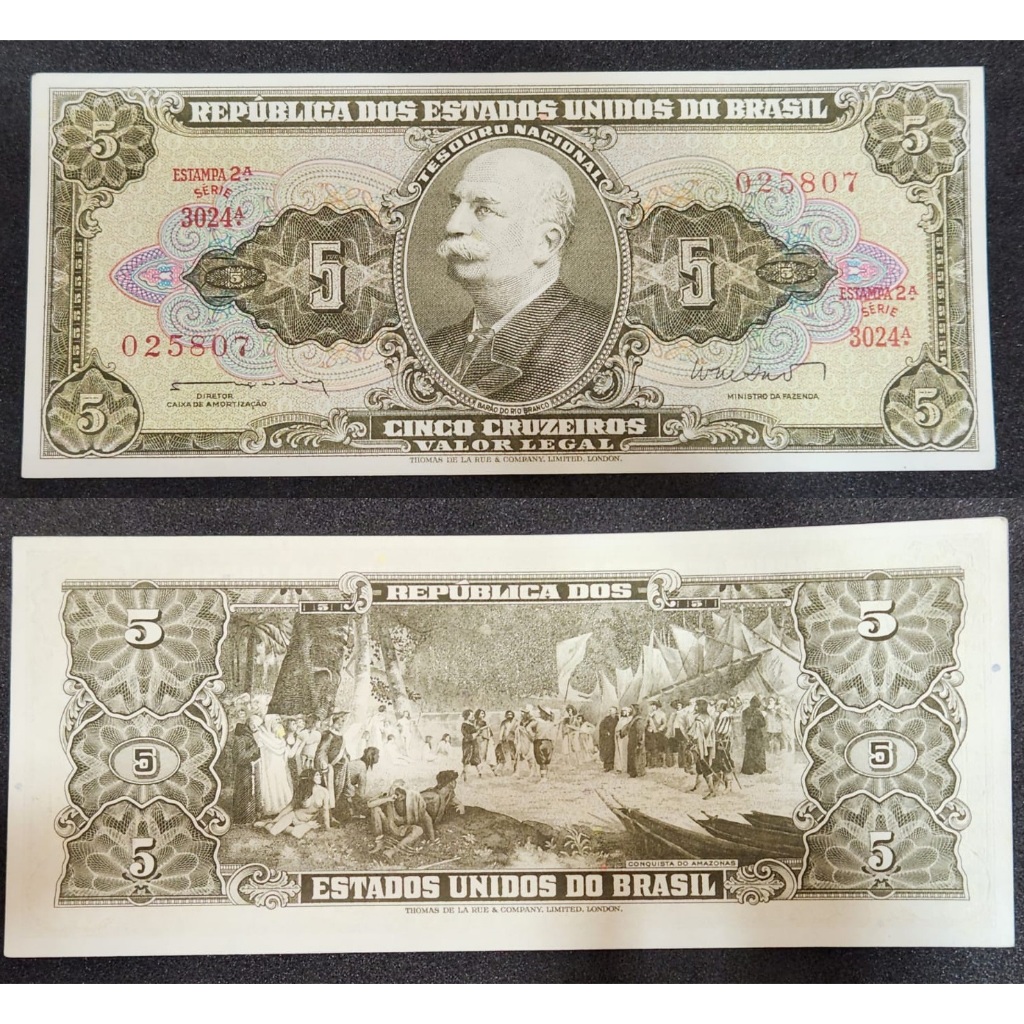 REPÚBLICA DOS ESTADOS UNIDOS DO BRASIL
TESOURO NACIONAL
5
5
ESTAMPA 2ª
SÉRIE
3024ª
025807
5
5
ESTAMPA 2ª
SÉRIE
3024ª
025807
DIRETOR
CAIXA DE AMORTIZAÇÃO
MINISTRO DA FAZENDA
5
5
BARÃO DO RIO BRANCO
CINCO CRUZEIROS
VALOR LEGAL
THOMAS DE LA RUE & COMPANY, LIMITED, LONDON.
REPÚBLICA DOS
5
5
5
5
5
5
5
5
CONQUISTA DO AMAZONAS
ESTADOS UNIDOS DO BRASIL
THOMAS DE LA RUE & COMPANY, LIMITED, LONDON.